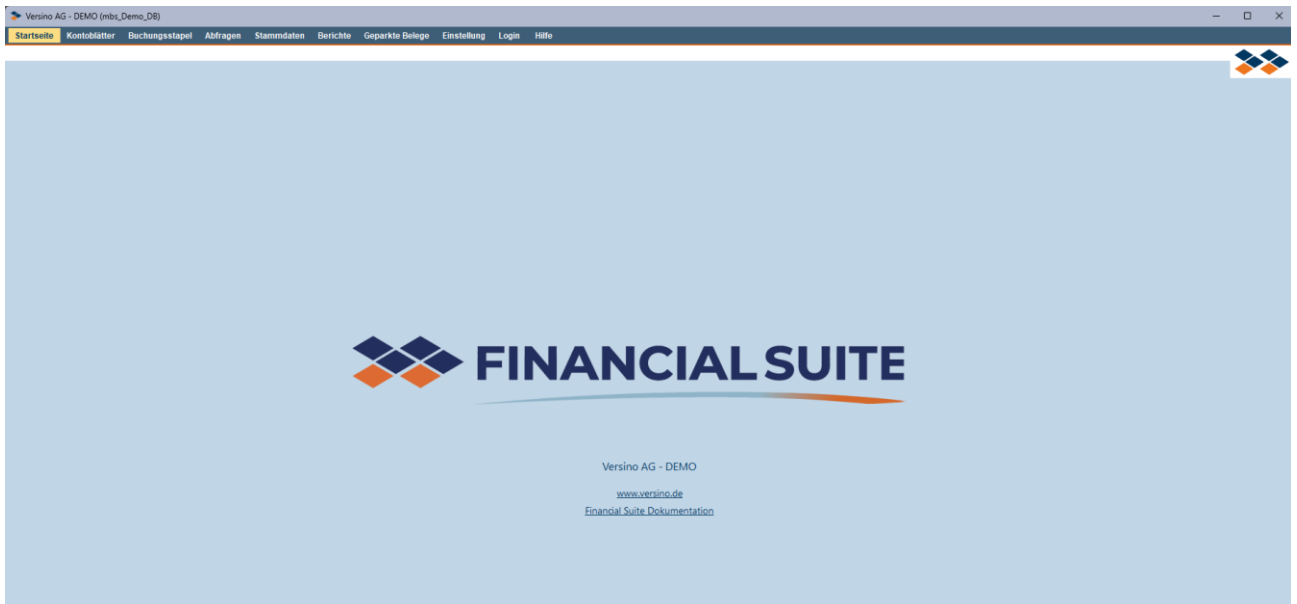 Versino AG - DEMO (mbs_Demo_DB)
Startseite Kontoblätter Buchungsstapel Abfragen Stammdaten Berichte Geparkte Belege Einstellung Login Hilfe
FINANCIAL SUITE
Versino AG - DEMO
www.versino.de
Financial Suite Dokumentation